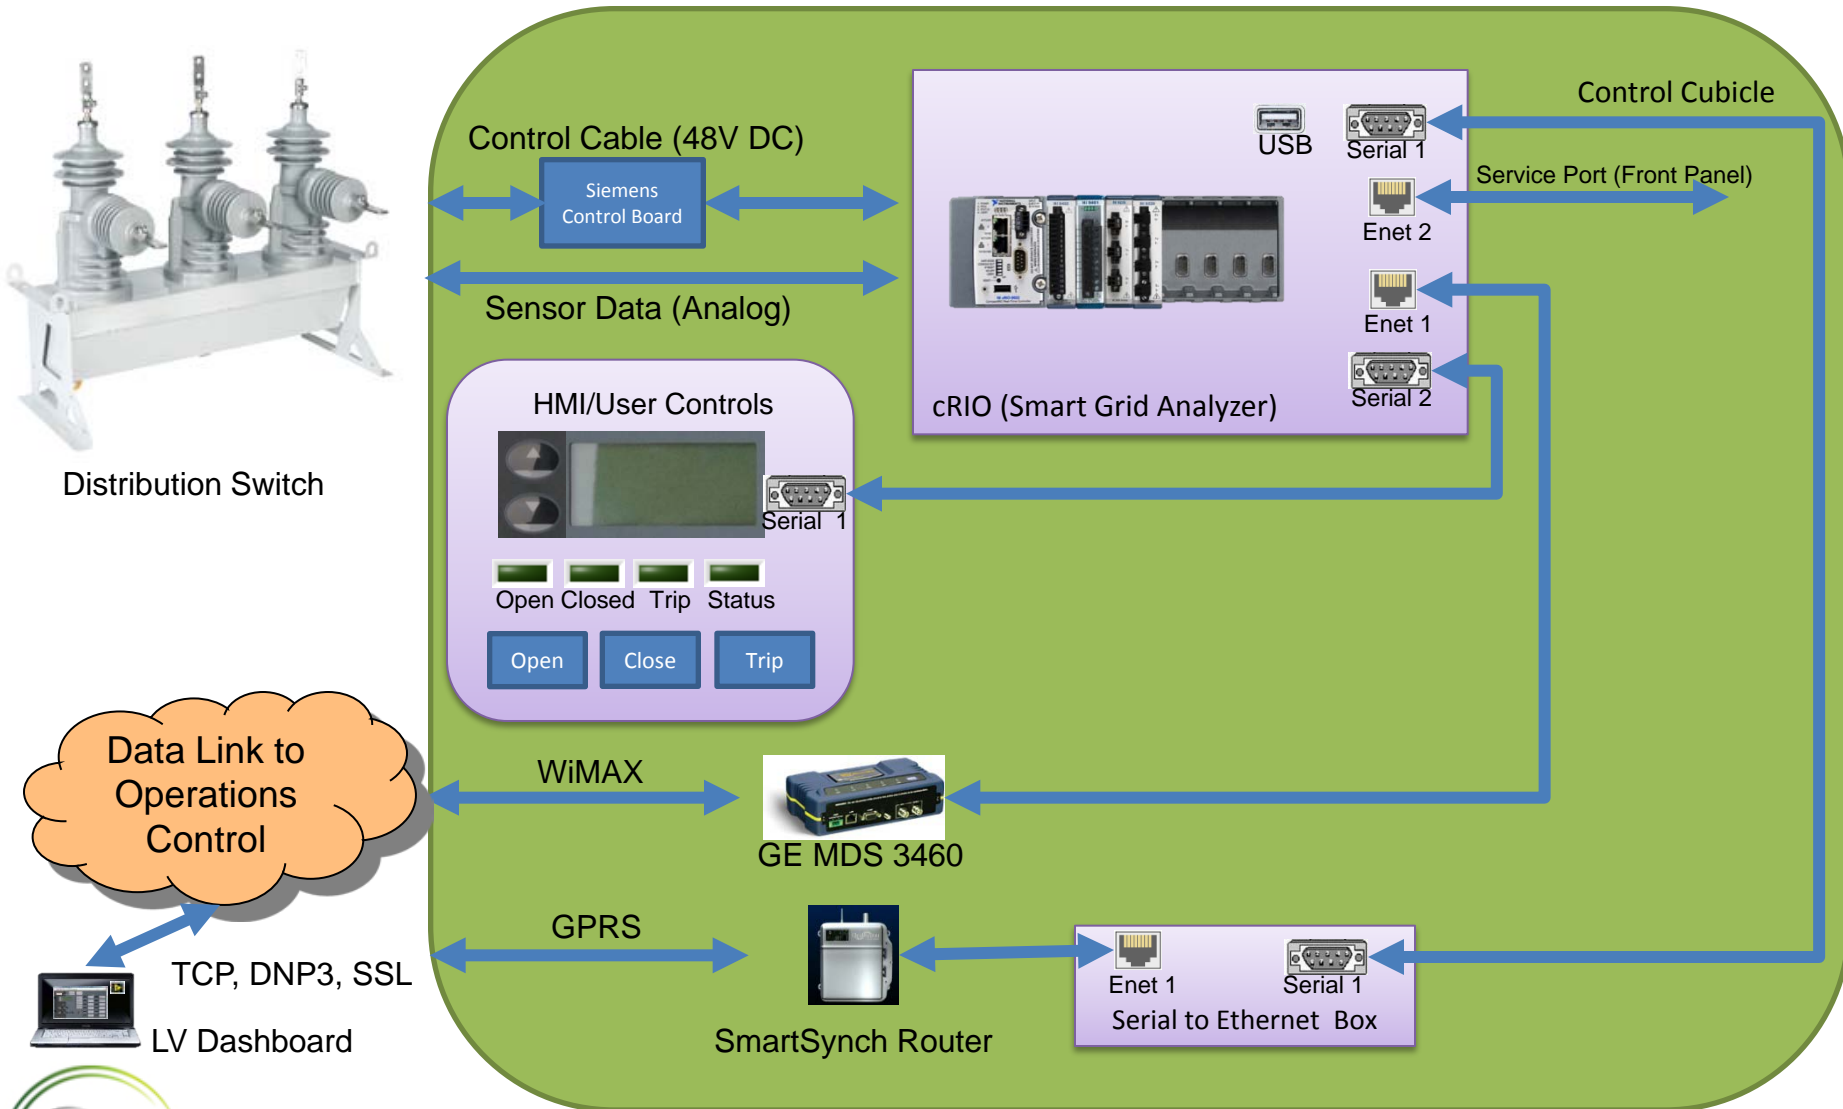 Control Cubicle
Control Cable (48V DC)
Siemens
Control Board
Sensor Data (Analog)
USB
Serial 1
Service Port (Front Panel)
Enet 2
Enet 1
Serial 2
cRIO (Smart Grid Analyzer)
Distribution Switch
HMI/User Controls
Serial 1
Open Closed Trip Status
Open Close Trip
Data Link to
Operations
Control
WiMAX
GE MDS 3460
GPRS
SmartSynch Router
Enet 1
Serial 1
Serial to Ethernet Box
TCP, DNP3, SSL
LV Dashboard